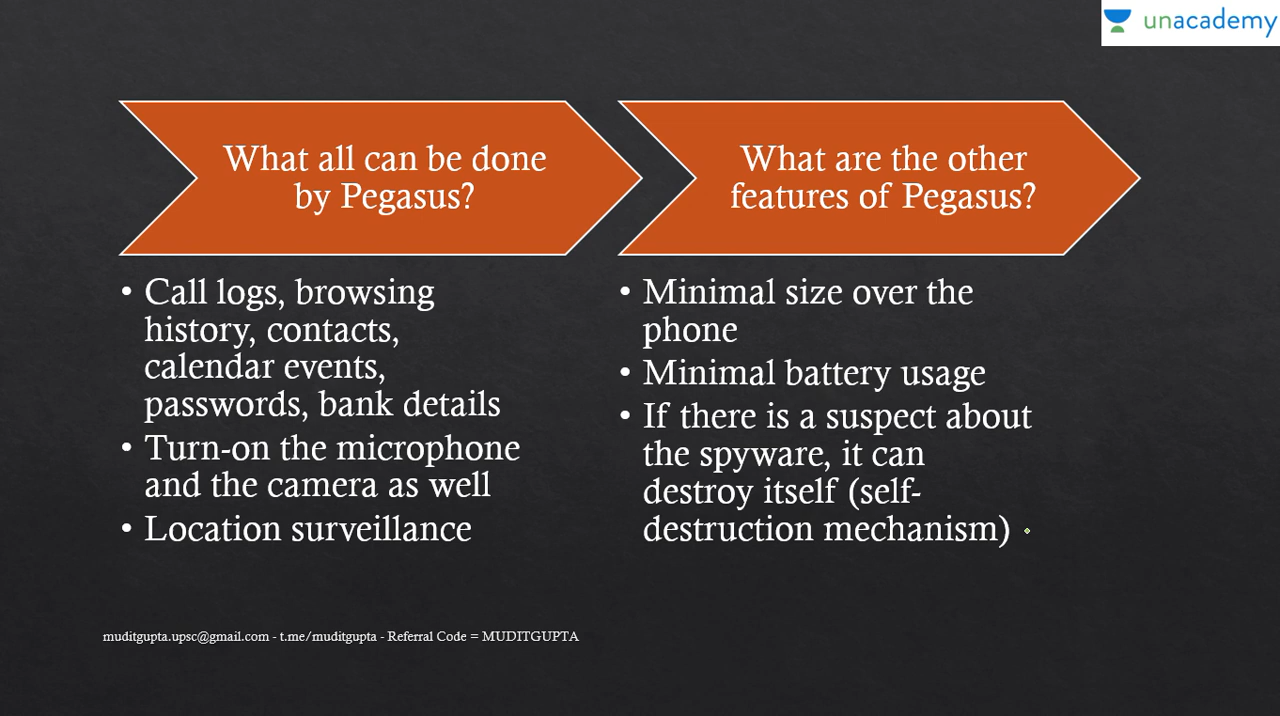 unacademy
What all can be done
by Pegasus?
• Call logs, browsing
history, contacts,
calendar events,
passwords, bank details
• Turn-on the microphone
and the camera as well
• Location surveillance
What are the other
features of Pegasus?
• Minimal size over the
phone
• Minimal battery usage
• If there is a suspect about
the spyware, it can
destroy itself (self-
destruction mechanism)
muditgupta.upsc@gmail.com - t.me/muditgupta - Referral Code = MUDITGUPTA